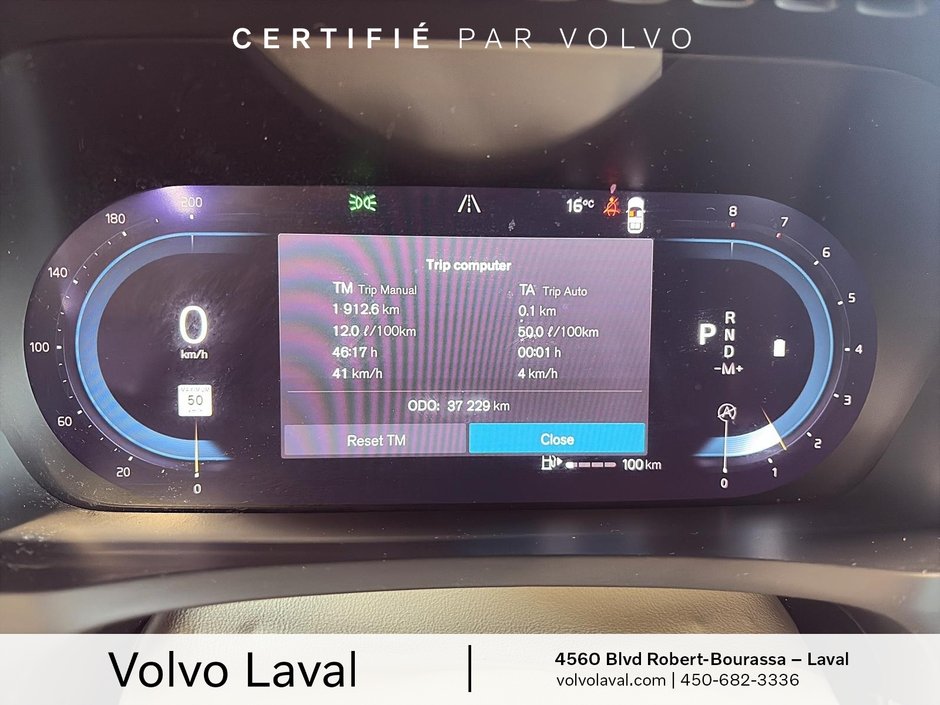 CERTIFIÉ PAR VOLVO
16°C
200
180
140
100
60
20
0
0
km/h
MAXIMUM
50
Trip computer
TM Trip Manual
1 912.6 km
12.0 ℓ/100km
46:17 h
41 km/h
TA Trip Auto
0.1 km
50.0 ℓ/100km
00:01 h
4 km/h
ODO: 37 229 km
Reset TM
Close
100 km
P
R
N
D
-M+
A
8
7
6
5
4
3
2
1
0
Volvo Laval
4560 Blvd Robert-Bourassa – Laval
volvolaval.com | 450-682-3336